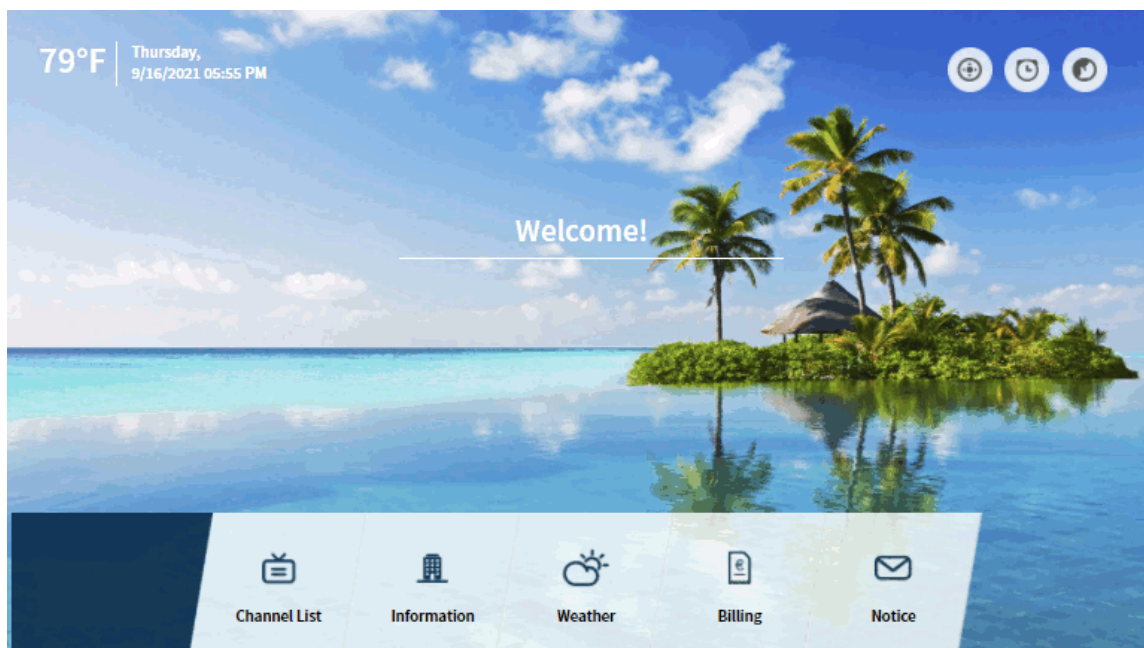 79°F
Thursday,
9/16/2021 05:55 PM
Welcome!
Channel List
Information
Weather
Billing
Notice